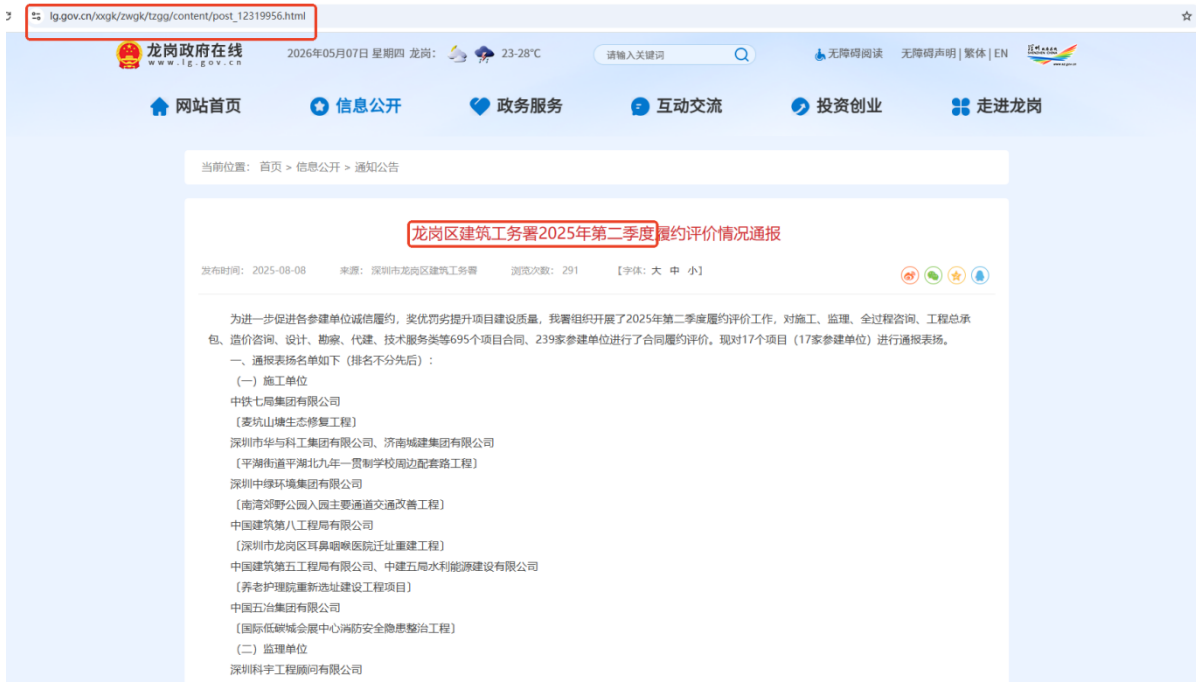 lg.gov.cn/xxgk/zwgk/tzgg/content/post_12319956.html
龙岗政府在线
www.lg.gov.cn
2026年05月07日 星期四 龙岗: 23-28°C
请输入关键词
无障碍阅读 无障碍声明 | 繁体 | EN
网站首页 信息公开 政务服务 互动交流 投资创业 走进龙岗
当前位置: 首页 > 信息公开 > 通知公告
龙岗区建筑工务署2025年第二季度履约评价情况通报
发布时间: 2025-08-08 来源: 深圳市龙岗区建筑工务署 浏览次数: 291 【字体: 大 中 小】
为进一步促进各参建单位诚信履约，奖优罚劣提升项目建设质量，我署组织开展了2025年第二季度履约评价工作，对施工、监理、全过程咨询、工程总承
包、造价咨询、设计、勘察、代建、技术服务类等695个项目合同、239家参建单位进行了合同履约评价。现对17个项目（17家参建单位）进行通报表扬。
一、通报表扬名单如下（排名不分先后）:
（一）施工单位
中铁七局集团有限公司
〔麦坑山塘生态修复工程〕
深圳市华与科工集团有限公司、济南城建集团有限公司
〔平湖街道平湖北九年一贯制学校周边配套路工程〕
深圳中绿环境集团有限公司
〔南湾郊野公园入园主要通道交通改善工程〕
中国建筑第八工程局有限公司
〔深圳市龙岗区耳鼻咽喉医院迁址重建工程〕
中国建筑第五工程局有限公司、中建五局水利能源建设有限公司
〔养老护理院重新选址建设工程项目〕
中国五冶集团有限公司
〔国际低碳城会展中心消防安全隐患整治工程〕
（二）监理单位
深圳科宇工程顾问有限公司